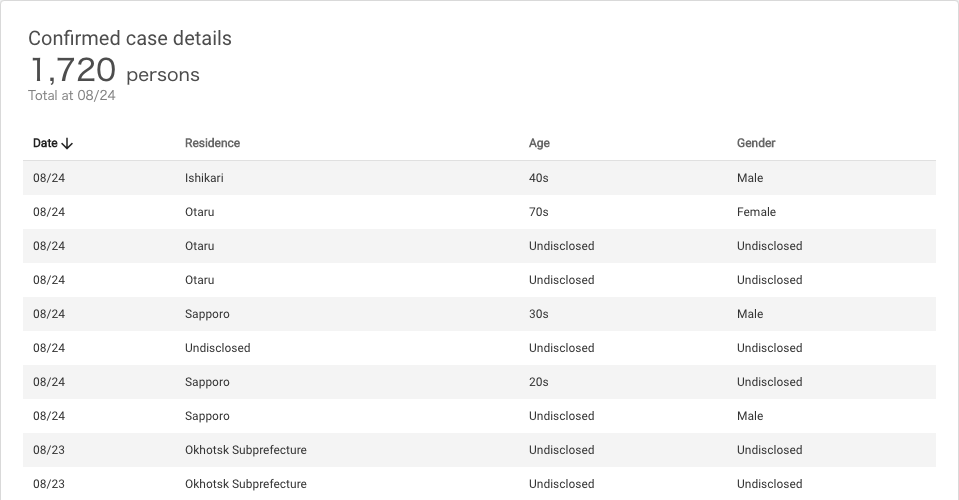 Confirmed case details
1,720 persons
Total at 08/24
Date ↓ Residence Age Gender
08/24 Ishikari 40s Male
08/24 Otaru 70s Female
08/24 Otaru Undisclosed Undisclosed
08/24 Otaru Undisclosed Undisclosed
08/24 Sapporo 30s Male
08/24 Undisclosed Undisclosed Undisclosed
08/24 Sapporo 20s Undisclosed
08/24 Sapporo Undisclosed Male
08/23 Okhotsk Subprefecture Undisclosed Undisclosed
08/23 Okhotsk Subprefecture Undisclosed Undisclosed